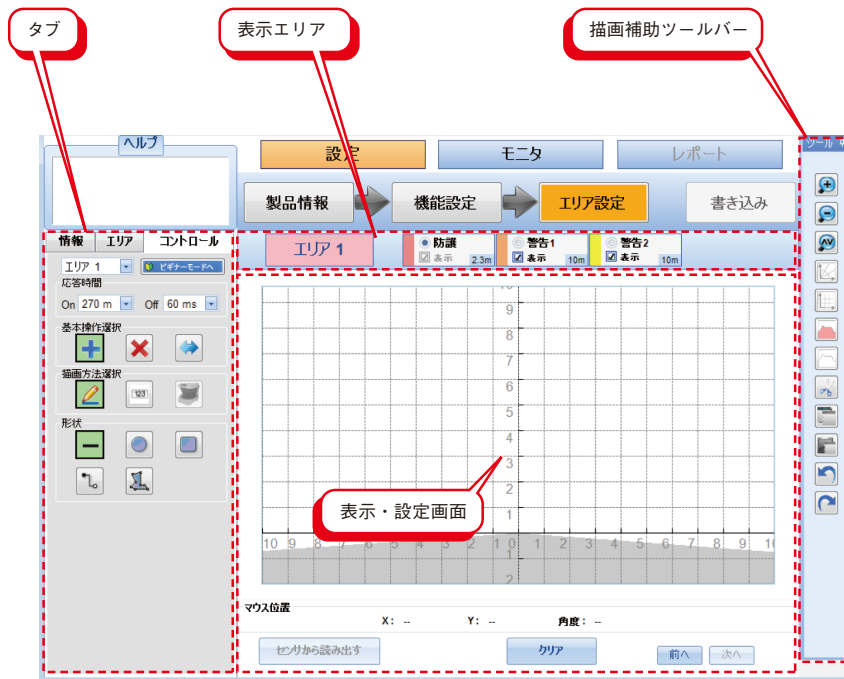 タブ
表示エリア
描画補助ツールバー
ヘルプ
設定
モニタ
レポート
ツール
製品情報
機能設定
エリア設定
書き込み
情報
エリア
コントロール
エリア 1
防護
表示
2.3m
警告1
表示
10m
警告2
表示
10m
エリア 1
ビギナーモードへ
応答時間
On 270 m
Off 60 ms
基本操作選択
描画方法選択
123
形状
9
8
7
6
5
4
3
2
1
表示・設定画面
10 9 8 7 6 5 4 3 2 1 0 1 2 3 4 5 6 7 8 9
1
2
マウス位置
X: --
Y: --
角度: --
センサから読み出す
クリア
前へ
次へ